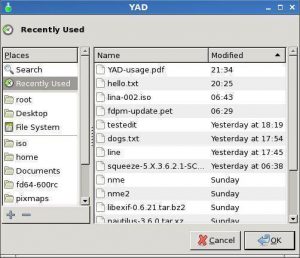 YAD
Recently Used
Places
Search
Recently Used
root
Desktop
File System
iso
home
Documents
fd64-600rc
pixmaps
Name Modified
YAD-usage.pdf 21:34
hello.txt 20:25
lina-002.iso 06:43
fdpm-update.pet 06:29
testedit Yesterday at 18:19
dogs.txt Yesterday at 17:54
line Yesterday at 17:45
squeeze-5.X.3.6.2.1-SC... Yesterday at 06:38
nme Sunday
nme2 Sunday
libexif-0.6.21.tar.bz2 Sunday
nautilus-3.6.0.tar.xz Sunday
Cancel OK